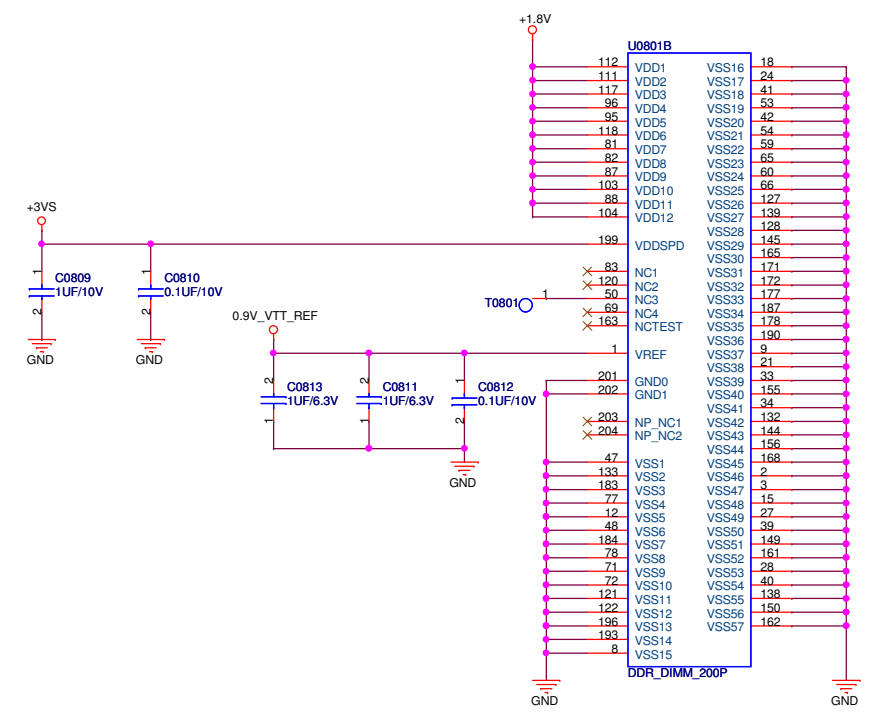 +1.8V
U0801B
112 VDD1 VSS16 18
111 VDD2 VSS17 24
117 VDD3 VSS18 41
96 VDD4 VSS19 53
95 VDD5 VSS20 42
118 VDD6 VSS21 54
81 VDD7 VSS22 59
82 VDD8 VSS23 65
87 VDD9 VSS24 60
103 VDD10 VSS25 66
88 VDD11 VSS26 127
104 VDD12 VSS27 139
VSS28 128
+3VS
199 VDDSPD VSS29 145
VSS30 165
83 NC1 VSS31 171
120 NC2 VSS32 172
T0801 1 50 NC3 VSS33 177
69 NC4 VSS34 187
163 NCTEST VSS35 178
VSS36 190
1 VREF VSS37 9
VSS38 21
201 GND0 VSS39 33
202 GND1 VSS40 155
VSS41 34
203 NP_NC1 VSS42 132
204 NP_NC2 VSS43 144
VSS44 156
47 VSS1 VSS45 168
133 VSS2 VSS46 2
183 VSS3 VSS47 3
77 VSS4 VSS48 15
12 VSS5 VSS49 27
48 VSS6 VSS50 39
184 VSS7 VSS51 149
78 VSS8 VSS52 161
71 VSS9 VSS53 28
72 VSS10 VSS54 40
121 VSS11 VSS55 138
122 VSS12 VSS56 150
196 VSS13 VSS57 162
193 VSS14
8 VSS15
DDR_DIMM_200P
GND
GND
1
C0809
1UF/10V
2
GND
1
C0810
0.1UF/10V
2
GND
0.9V_VTT_REF
2
C0813
1UF/6.3V
1
2
C0811
1UF/6.3V
1
1
C0812
0.1UF/10V
2
GND